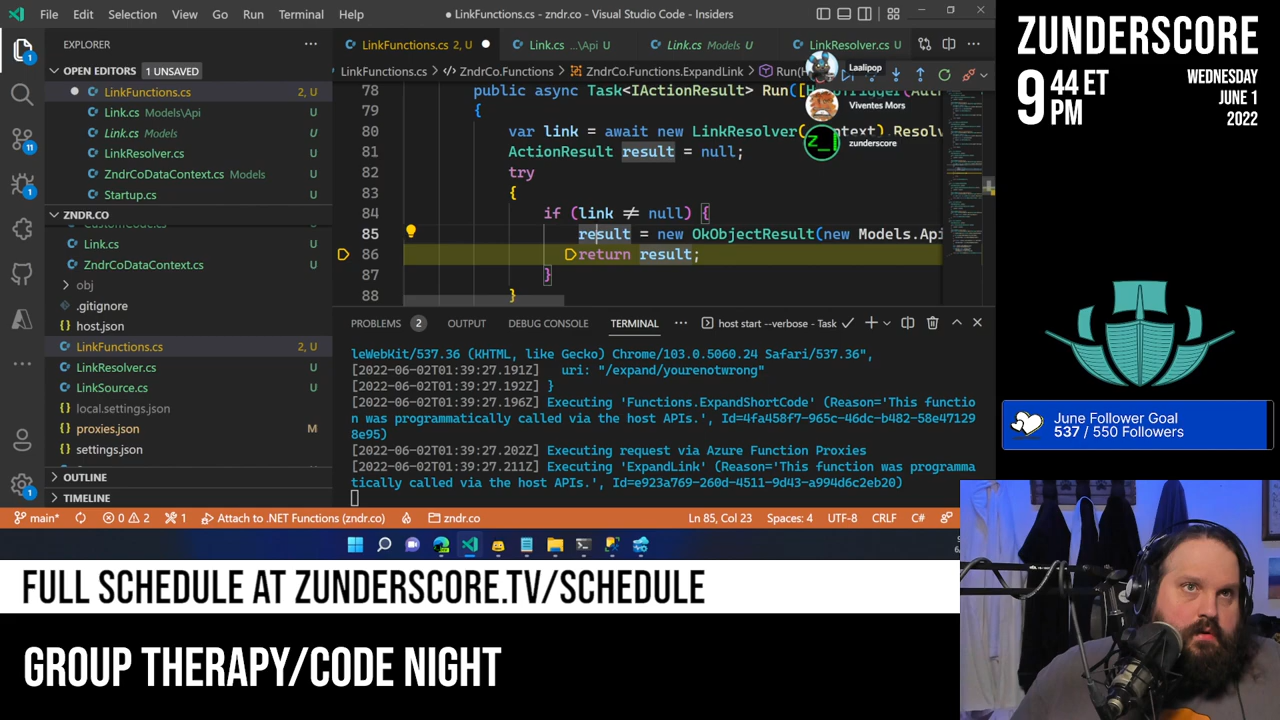 File Edit Selection View Go Run Terminal Help
LinkFunctions.cs - zndr.co - Visual Studio Code - Insiders
EXPLORER
OPEN EDITORS 1 UNSAVED
LinkFunctions.cs 2, U
Link.cs Models\Api U
Link.cs Models U
LinkResolver.cs U
ZndrCoDataContext.cs Models U
Startup.cs U
ZNDR.CO
Link.cs U
ZndrCoDataContext.cs U
obj
.gitignore
host.json
LinkFunctions.cs 2, U
LinkResolver.cs U
LinkSource.cs U
local.settings.json
proxies.json M
settings.json
OUTLINE
TIMELINE
LinkFunctions.cs 2, U
Link.cs ...\Api U
Link.cs Models U
LinkResolver.cs U
LinkFunctions.cs ZndrCo.Functions ZndrCo.Functions.ExpandLink Run(H
78 public async Task<IActionResult> Run([
79 {
80 var link = await new LinkResolver( ).Resolv
81 ActionResult result = null;
82 try
83 {
84 if (link ≠ null) {
85 result = new OkObjectResult(new Models.Api
86 return result;
87 }
88 }
Laalipop
Viventes Mors
zunderscore
PROBLEMS 2 OUTPUT DEBUG CONSOLE TERMINAL host start --verbose - Task
leWebKit/537.36 (KHTML, like Gecko) Chrome/103.0.5060.24 Safari/537.36",
[2022-06-02T01:39:27.191Z] uri: "/expand/yourenotwrong"
[2022-06-02T01:39:27.192Z] }
[2022-06-02T01:39:27.196Z] Executing 'Functions.ExpandShortCode' (Reason='This functio
n was programmatically called via the host APIs.', Id=4fa458f7-965c-46dc-b482-58e47129
8e95)
[2022-06-02T01:39:27.202Z] Executing request via Azure Function Proxies
[2022-06-02T01:39:27.211Z] Executing 'ExpandLink' (Reason='This function was programma
tically called via the host APIs.', Id=e923a769-260d-4511-9d43-a994d6c2eb20)
main* 0 2 1 Attach to .NET Functions (zndr.co) zndr.co Ln 85, Col 23 Spaces: 4 UTF-8 CRLF C#
FULL SCHEDULE AT ZUNDERSCORE.TV/SCHEDULE
GROUP THERAPY/CODE NIGHT
ZUNDERSCORE
9 44 ET
PM
WEDNESDAY
JUNE 1
2022
June Follower Goal
537 / 550 Followers